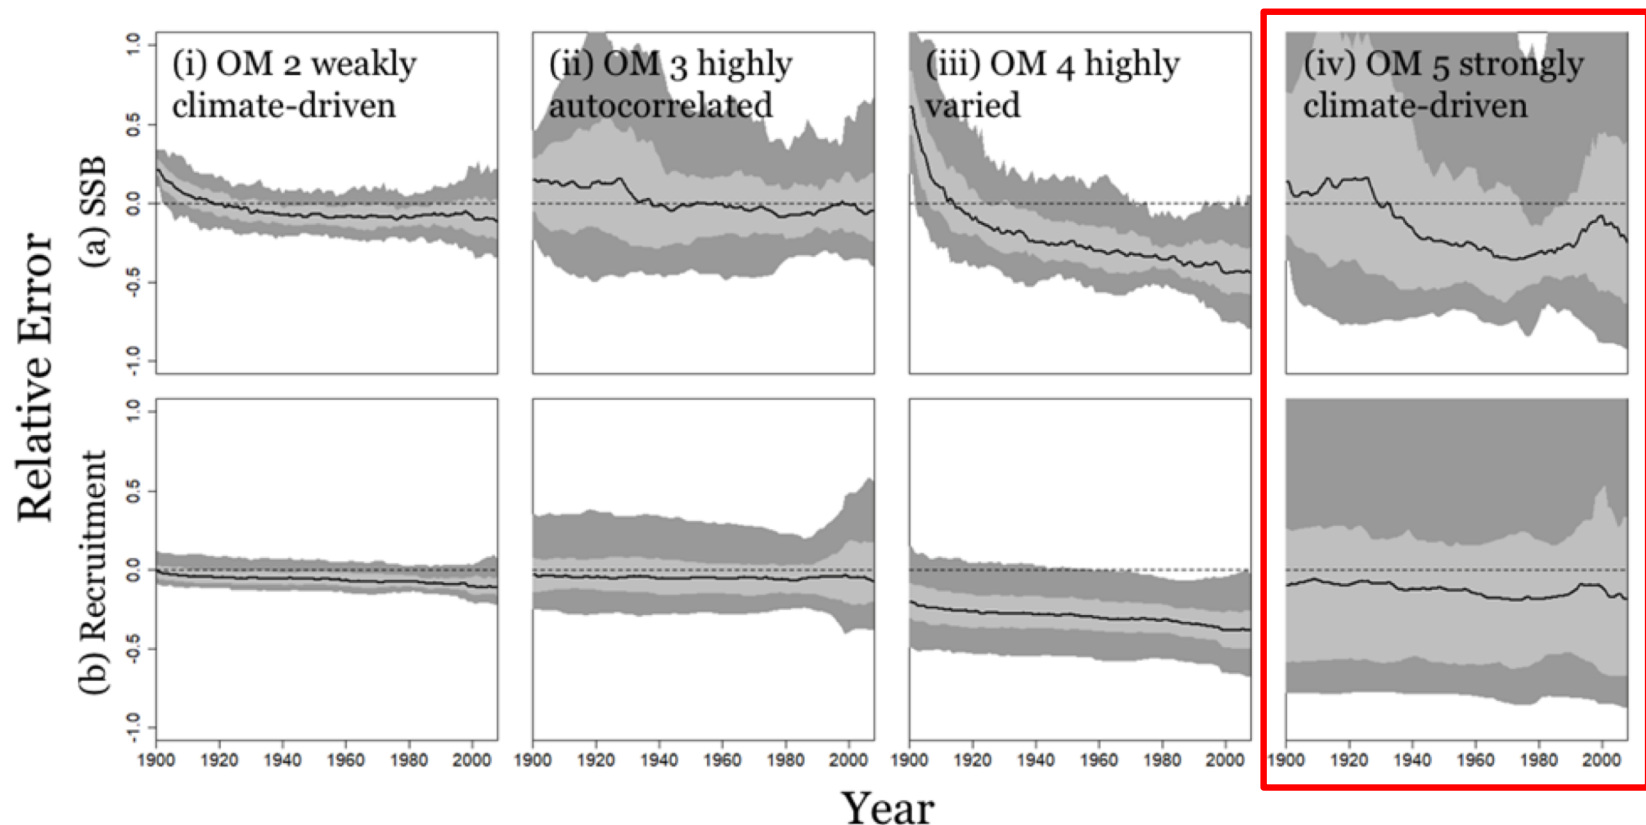 (i) OM 2 weakly
climate-driven
(ii) OM 3 highly
autocorrelated
(iii) OM 4 highly
varied
(iv) OM 5 strongly
climate-driven
Relative Error
(a) SSB
1.0
0.5
0.0
-0.5
-1.0
(b) Recruitment
1.0
0.5
0.0
-0.5
-1.0
1900 1920 1940 1960 1980 2000
1900 1920 1940 1960 1980 2000
1900 1920 1940 1960 1980 2000
1900 1920 1940 1960 1980 2000
Year